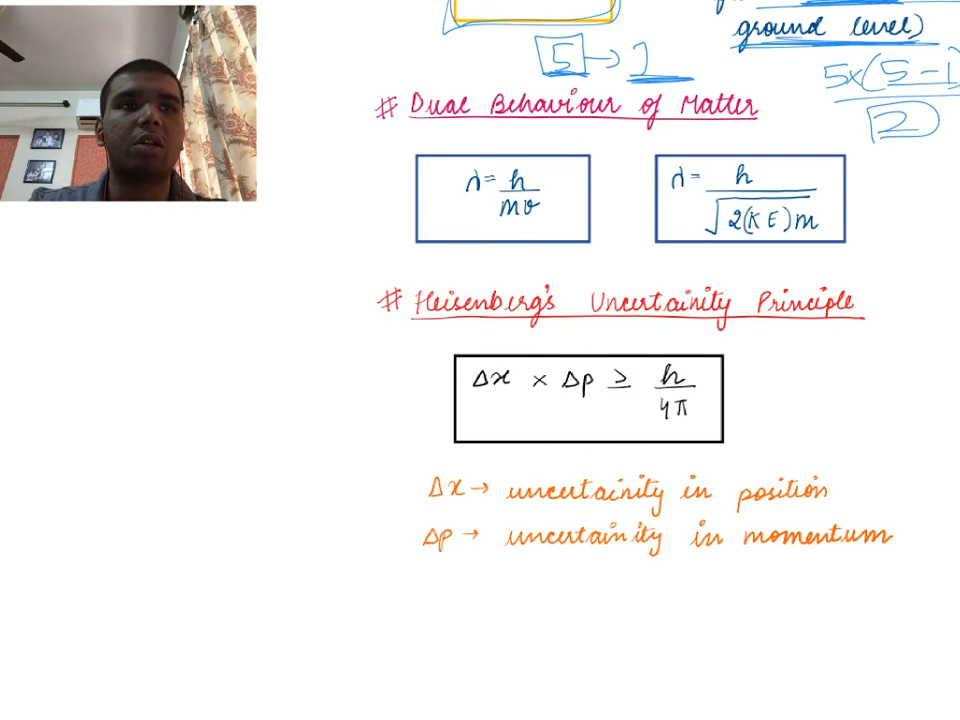 ground level)
5 → 1
5x(5-1)
2
# Dual Behaviour of Matter
λ = h
mv
λ = h
√2(KE)m
# Heisenberg's Uncertainity Principle
Δx × Δp ≥ h
4π
Δx → uncertainity in position
Δp → uncertainity in momentum